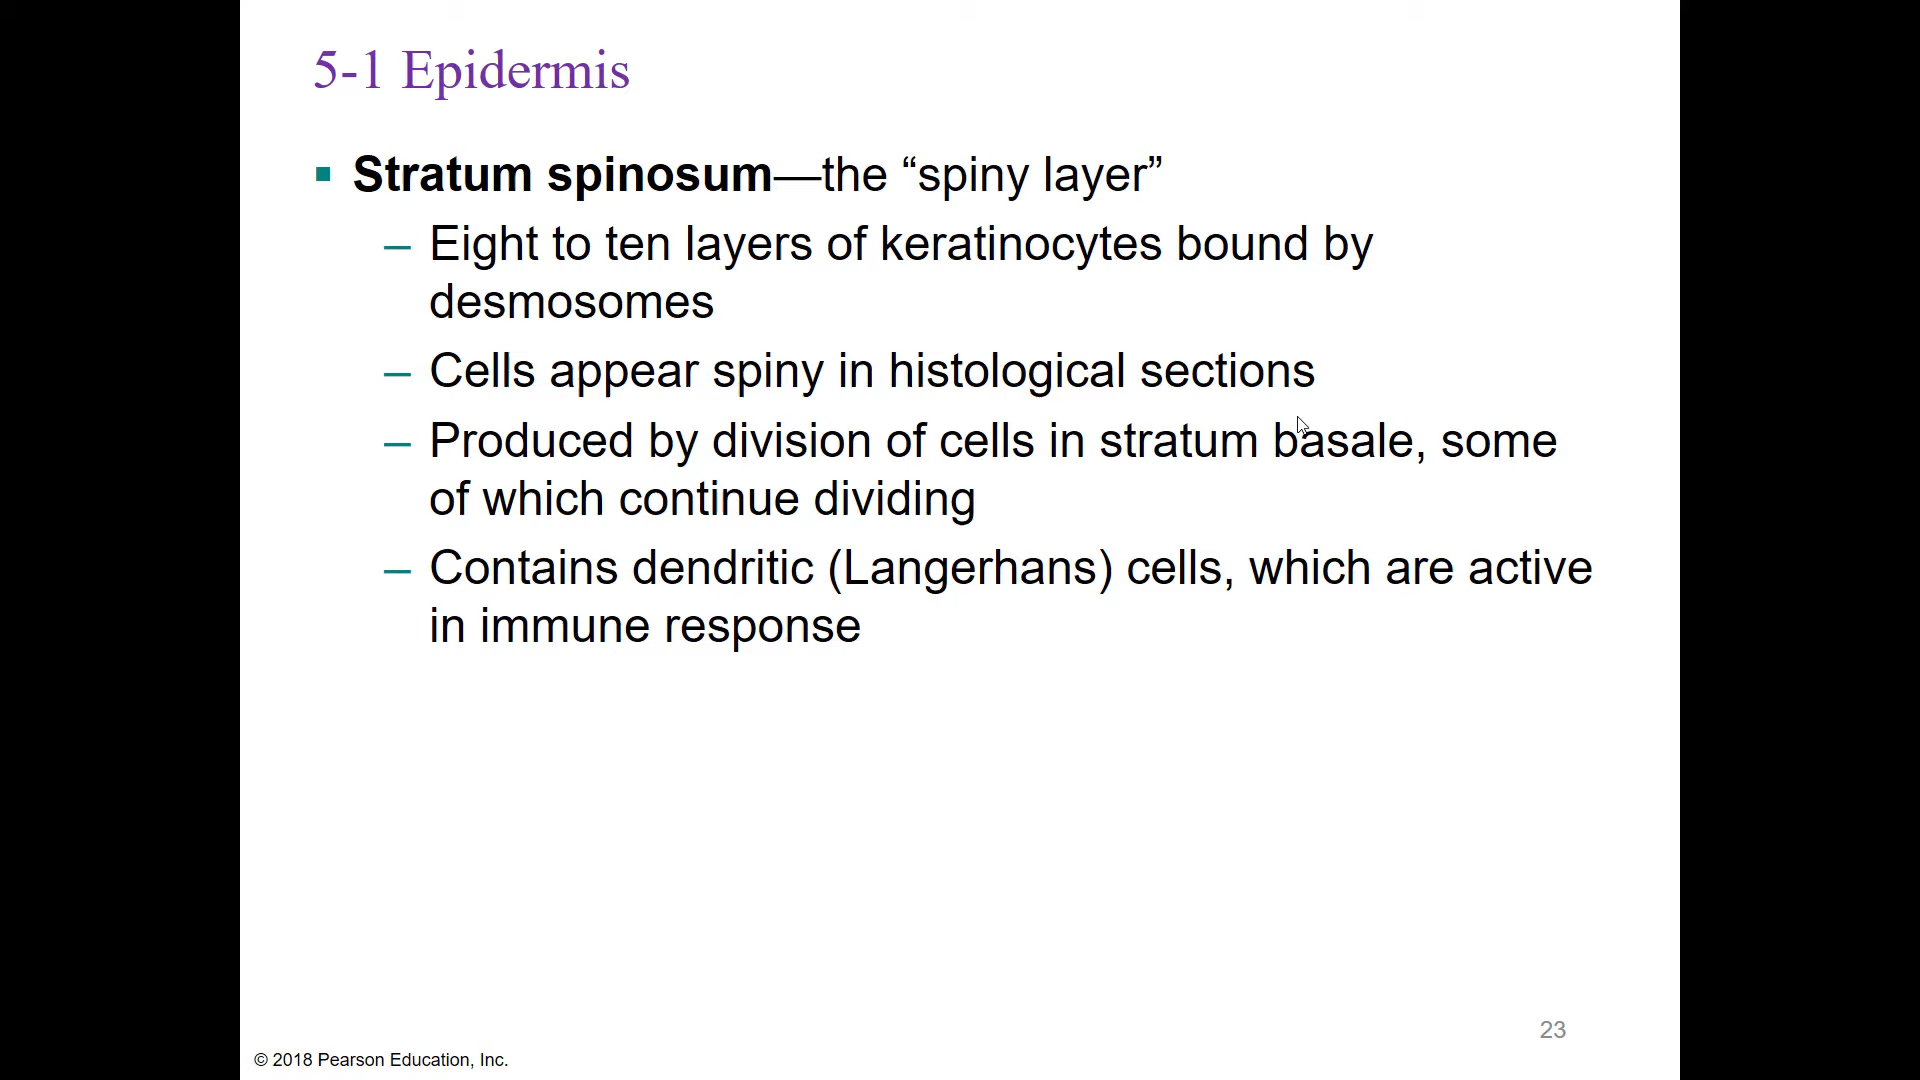 5-1 Epidermis
▪ Stratum spinosum—the “spiny layer”
– Eight to ten layers of keratinocytes bound by
desmosomes
– Cells appear spiny in histological sections
– Produced by division of cells in stratum basale, some
of which continue dividing
– Contains dendritic (Langerhans) cells, which are active
in immune response
23
© 2018 Pearson Education, Inc.